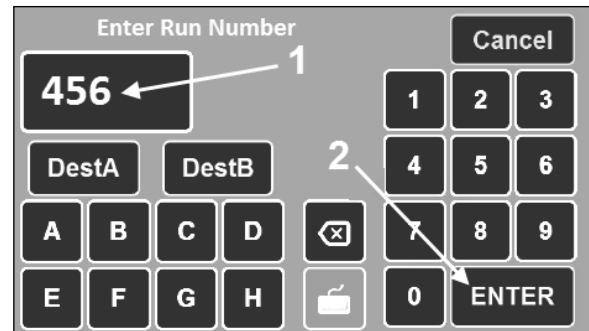 Enter Run Number
Cancel
1
456
1 2 3
DestA DestB
2
4 5 6
A B C D
7 8 9
E F G H
0 ENTER